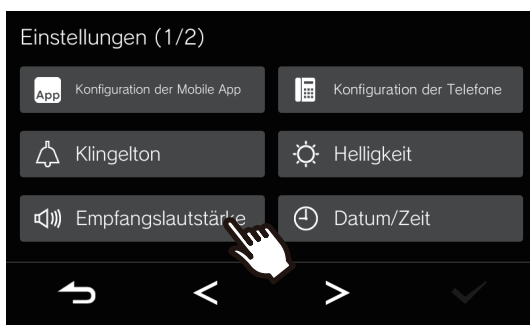 Einstellungen (1/2)
App Konfiguration der Mobile App
Konfiguration der Telefone
Klingelton
Helligkeit
Empfangslautstärke
Datum/Zeit